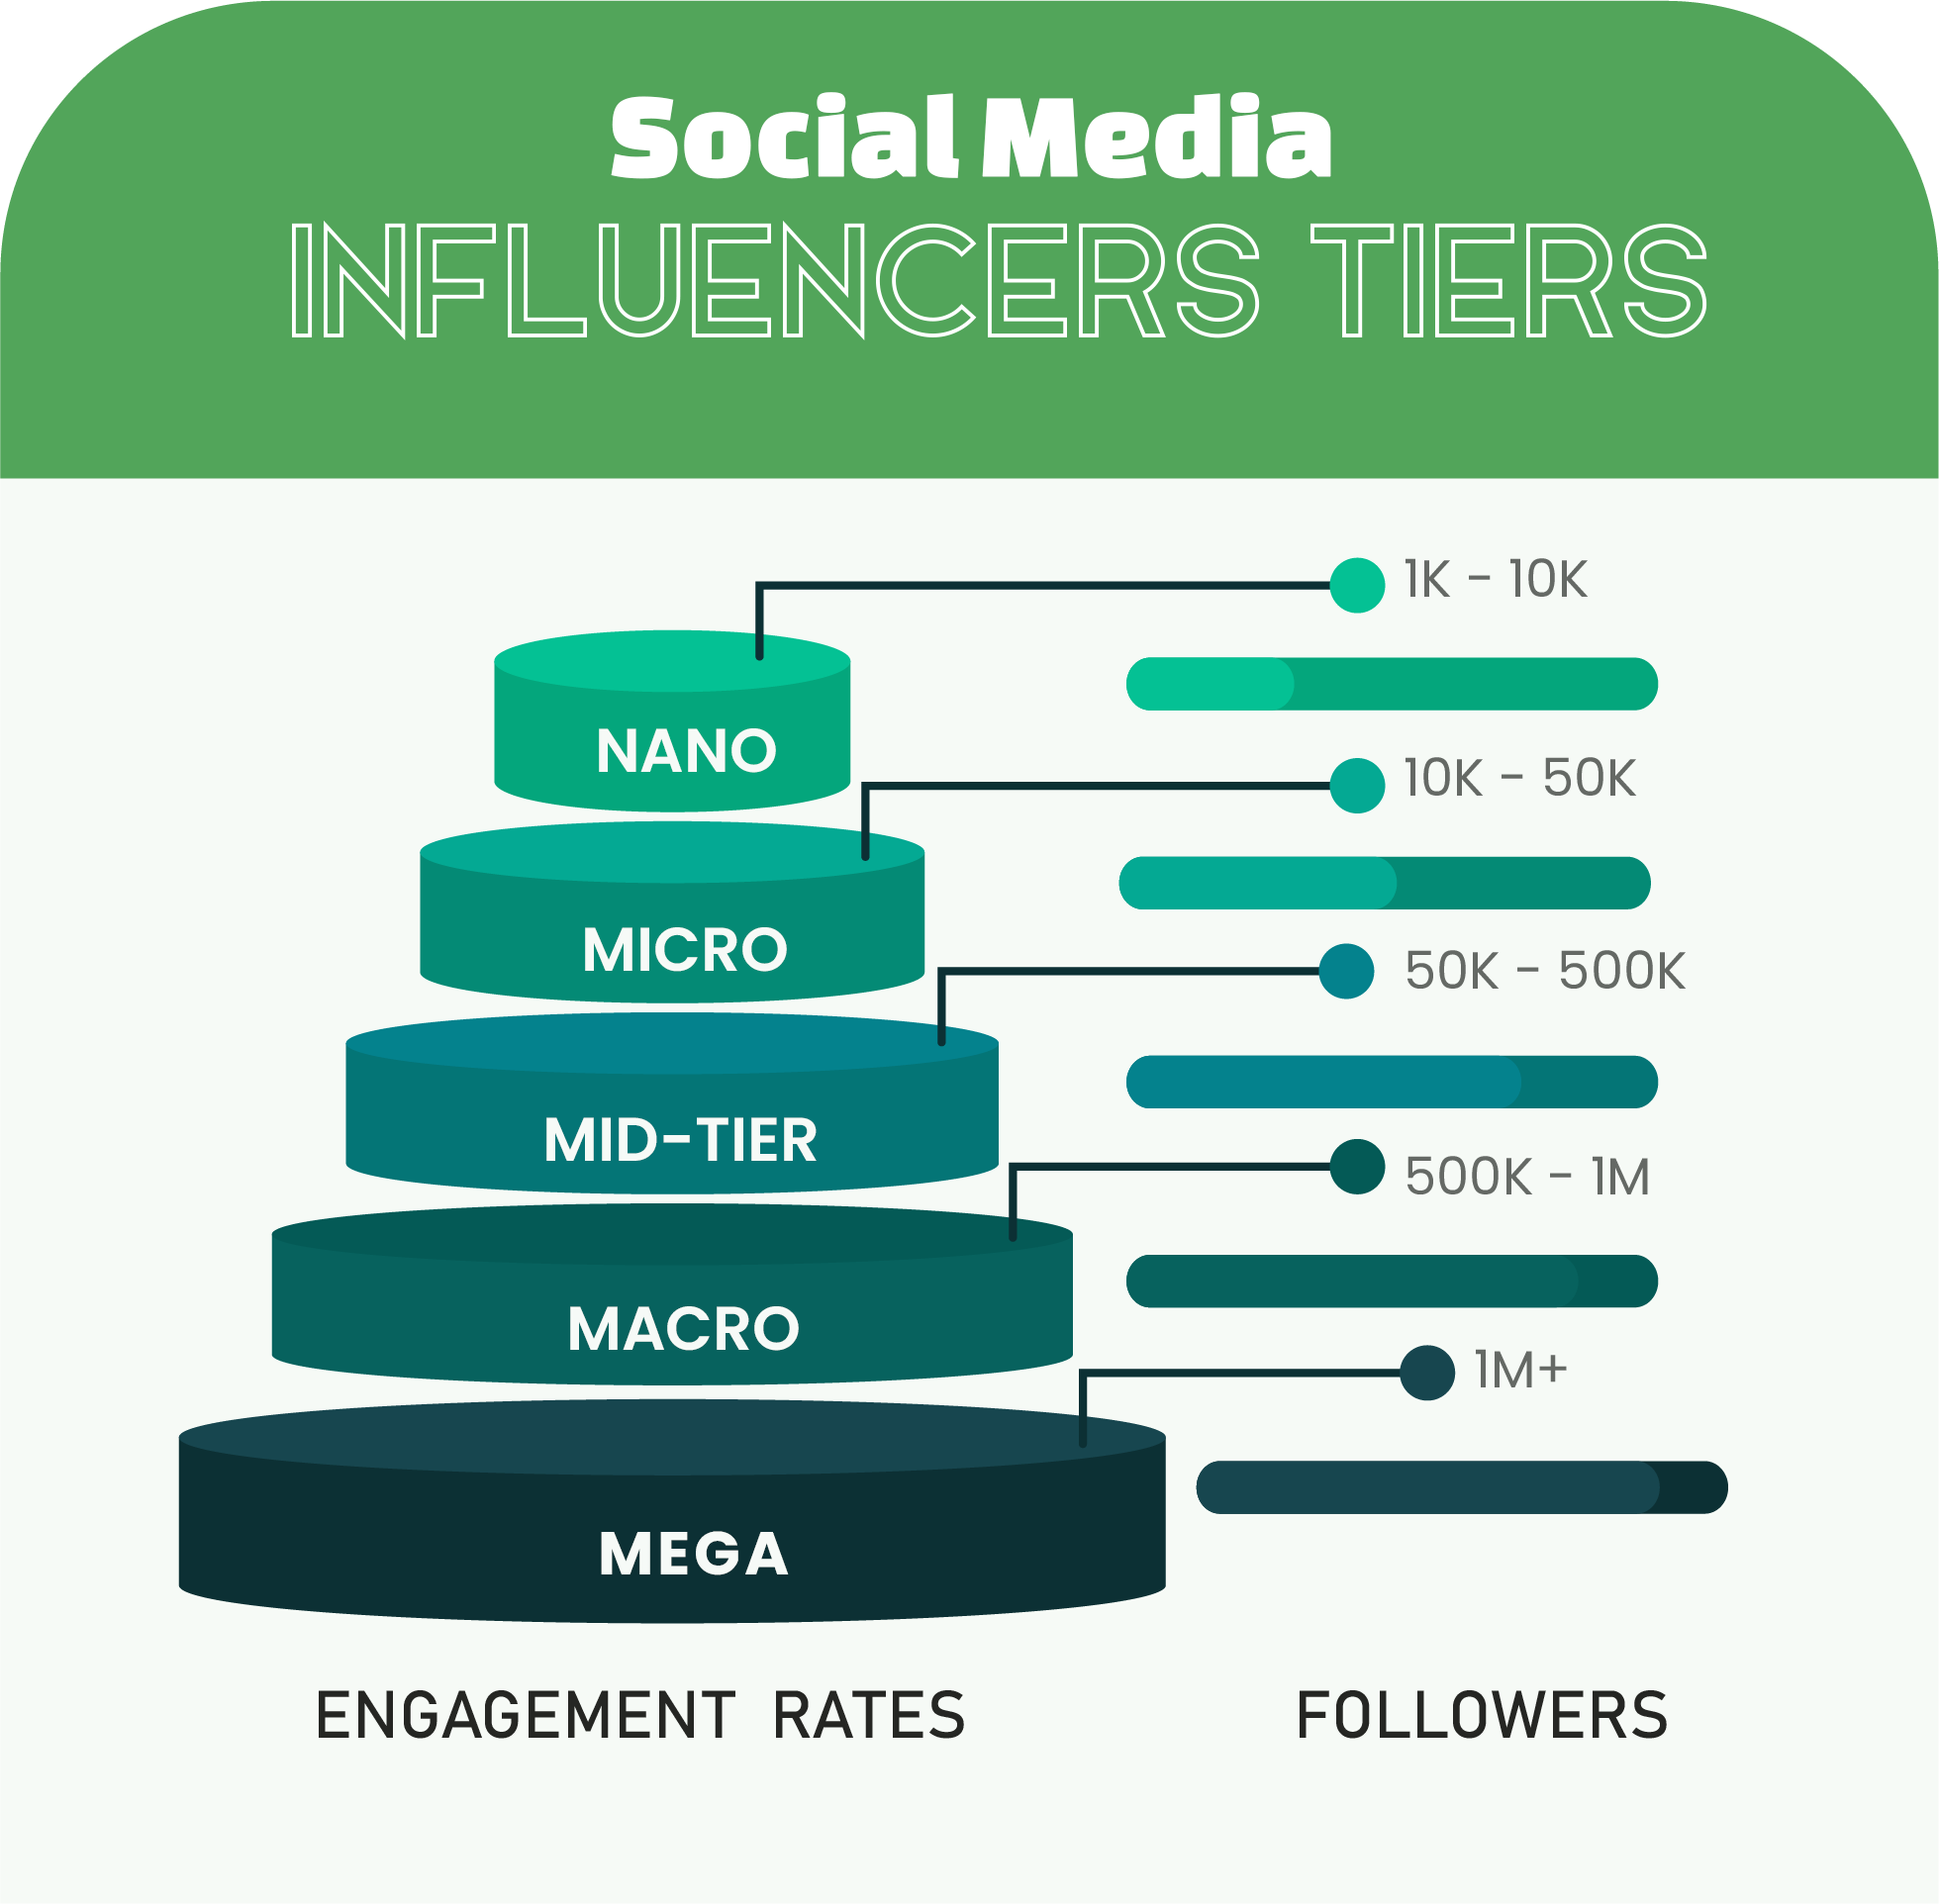 Social Media
INFLUENCERS TIERS
1K – 10K
NANO
10K – 50K
MICRO
50K – 500K
MID-TIER
500K – 1M
MACRO
1M+
MEGA
ENGAGEMENT RATES
FOLLOWERS